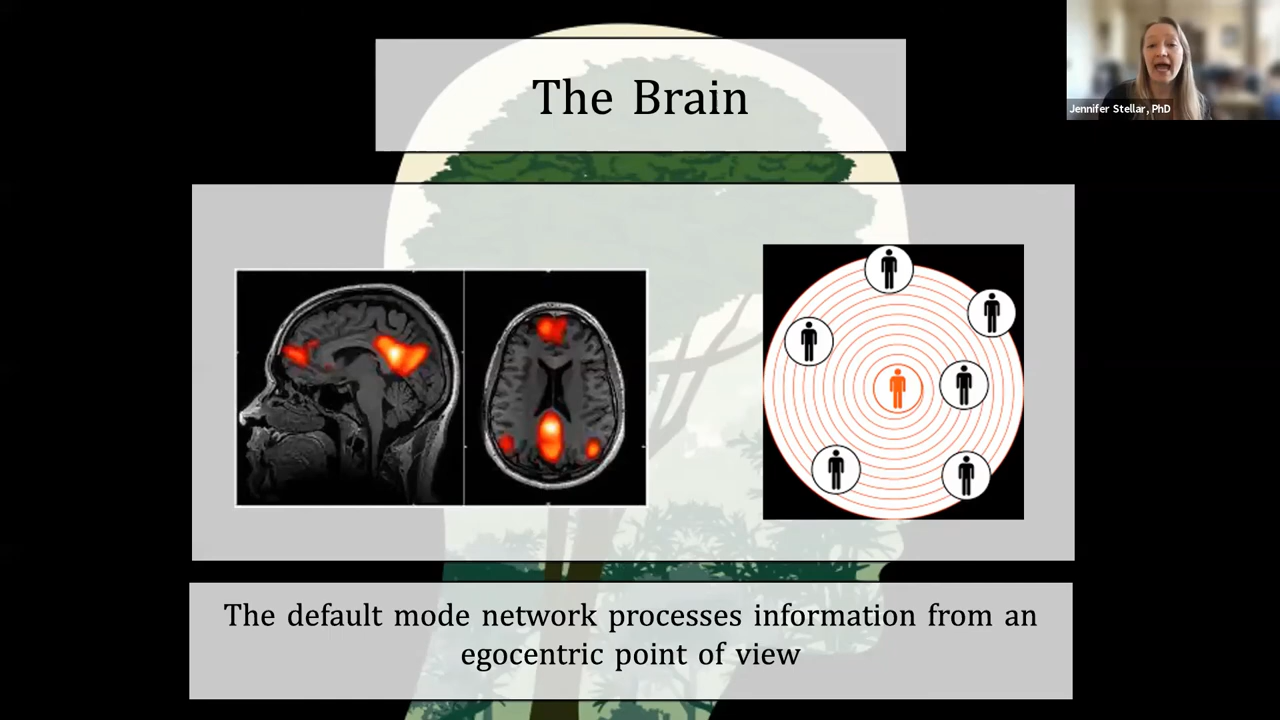 The Brain
Jennifer Stellar, PhD
The default mode network processes information from an
egocentric point of view